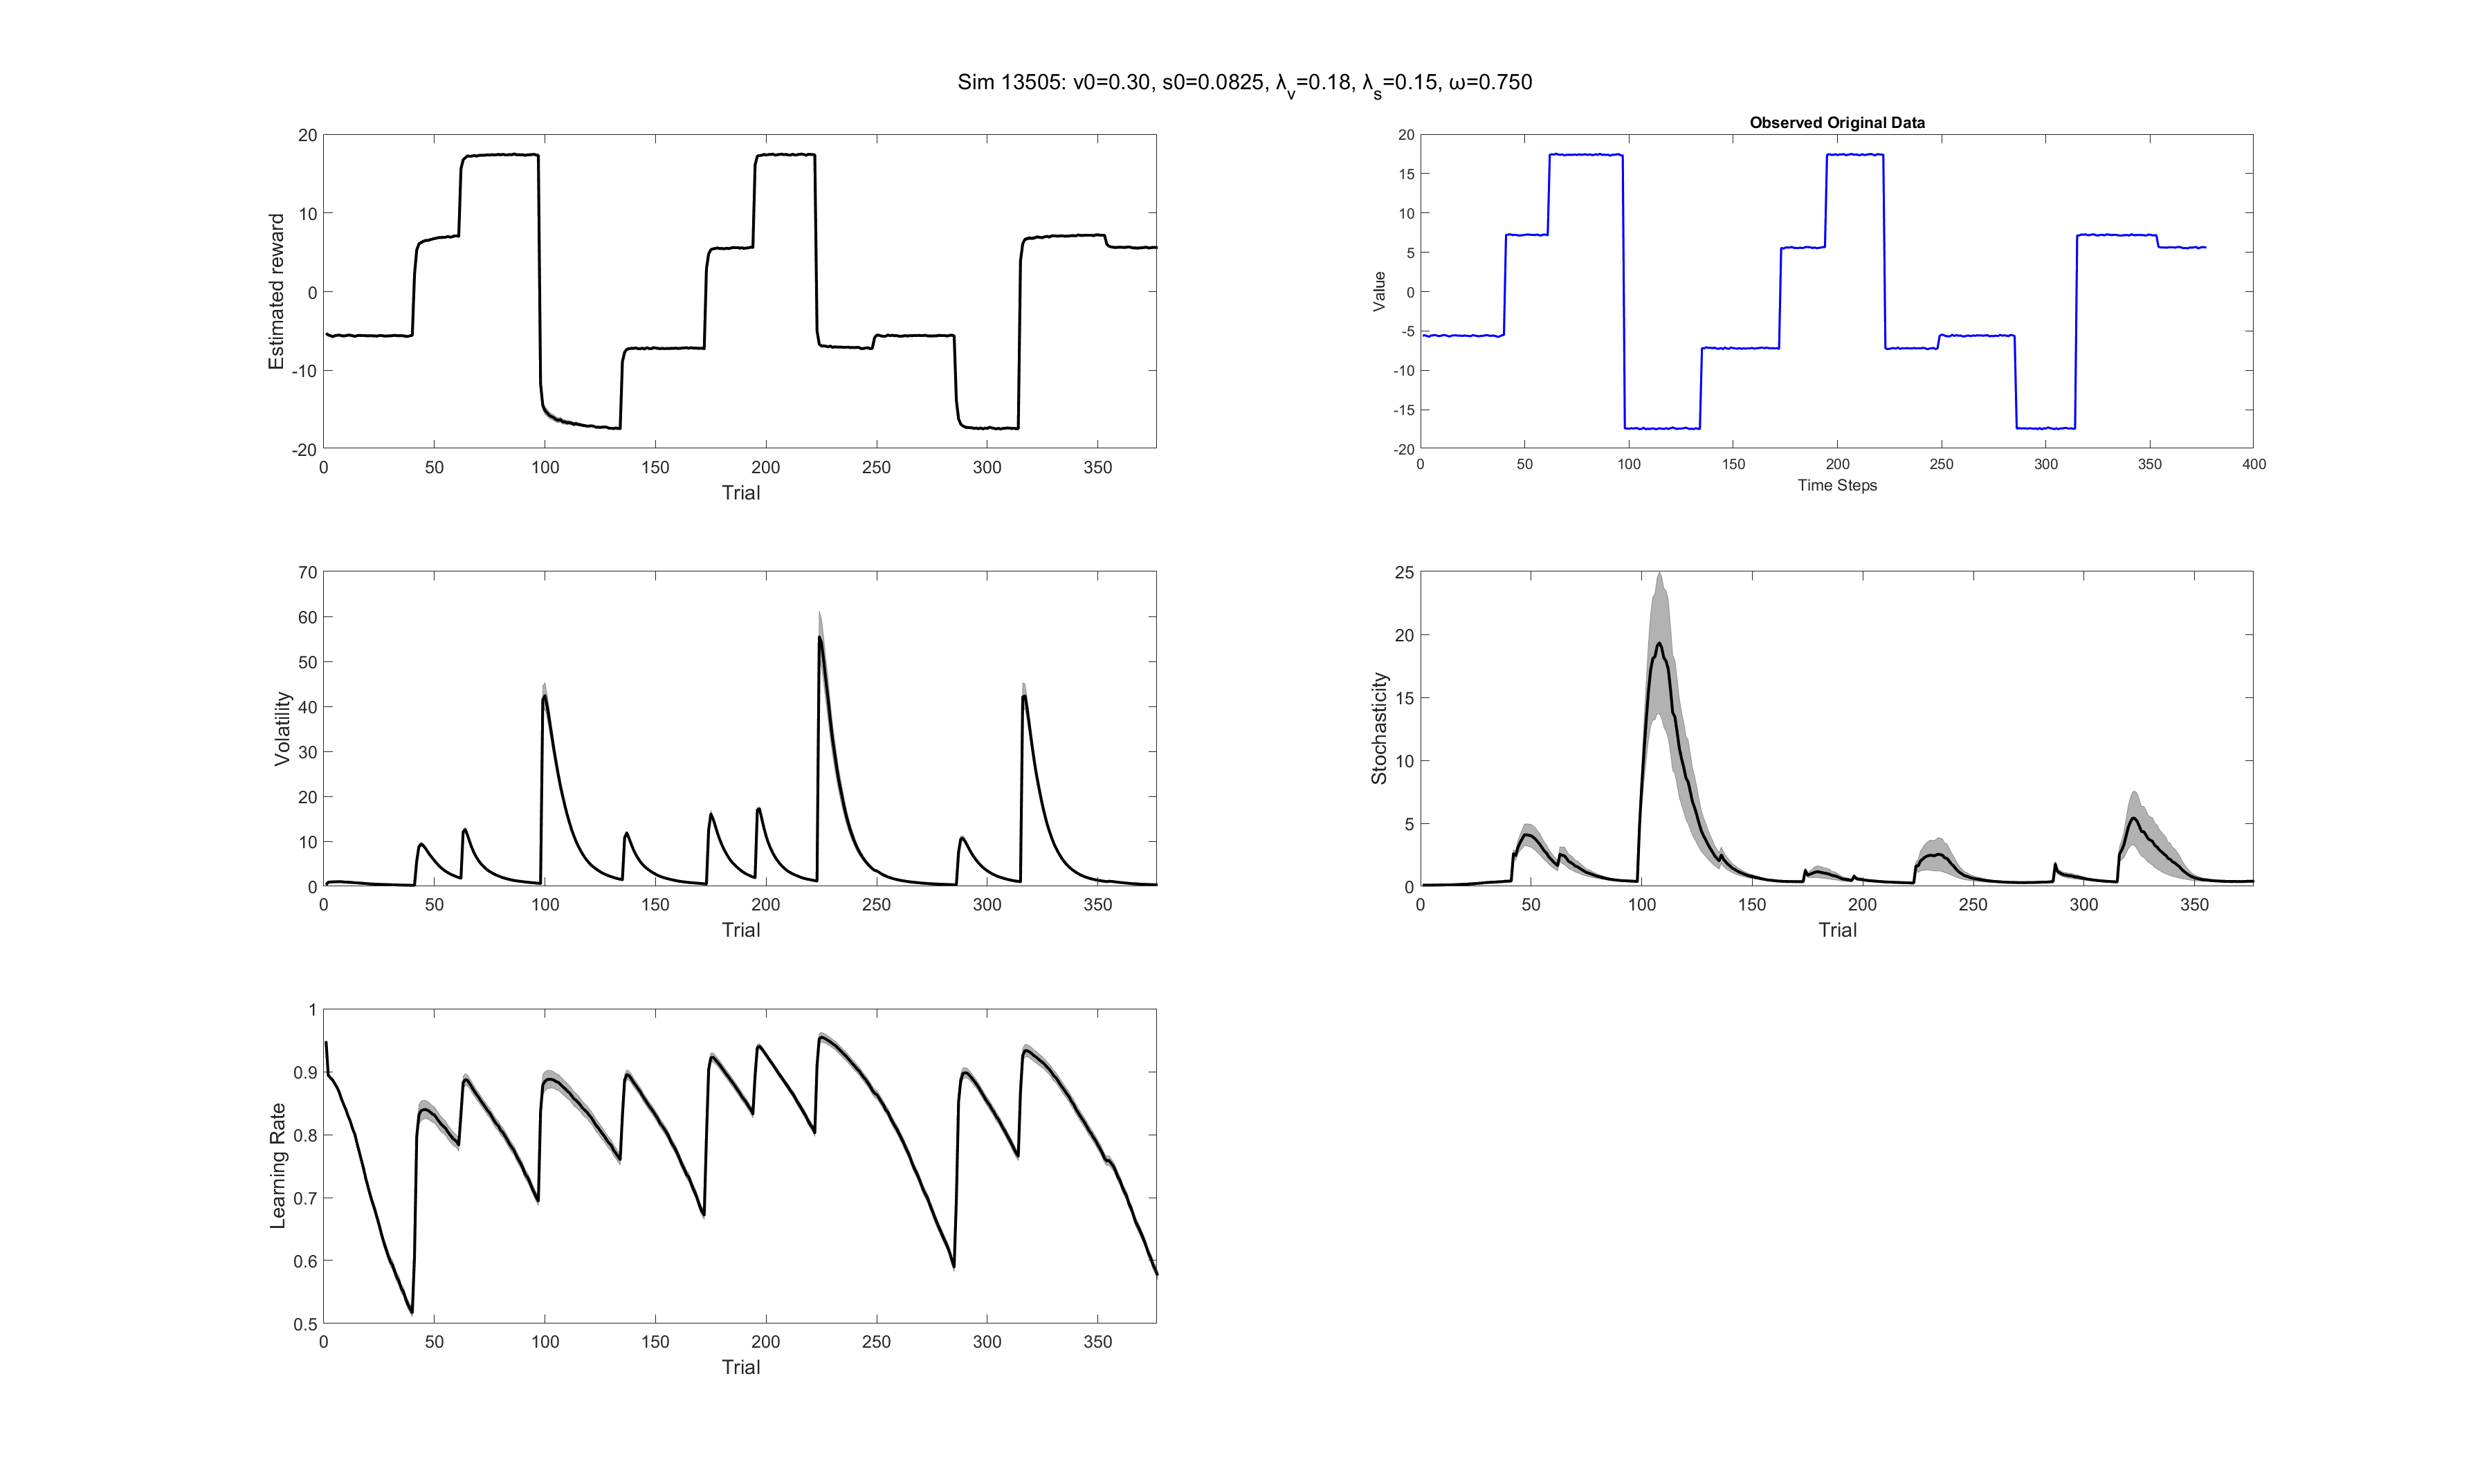 Sim 13505: v0=0.30, s0=0.0825, λv=0.18, λs=0.15, ω=0.750
20
10
0
-10
-20
Estimated reward
0 50 100 150 200 250 300 350
Trial
Observed Original Data
20
15
10
5
0
-5
-10
-15
-20
Value
0 50 100 150 200 250 300 350 400
Time Steps
70
60
50
40
30
20
10
0
Volatility
0 50 100 150 200 250 300 350
Trial
25
20
15
10
5
0
Stochasticity
0 50 100 150 200 250 300 350
Trial
1
0.9
0.8
0.7
0.6
0.5
Learning Rate
0 50 100 150 200 250 300 350
Trial